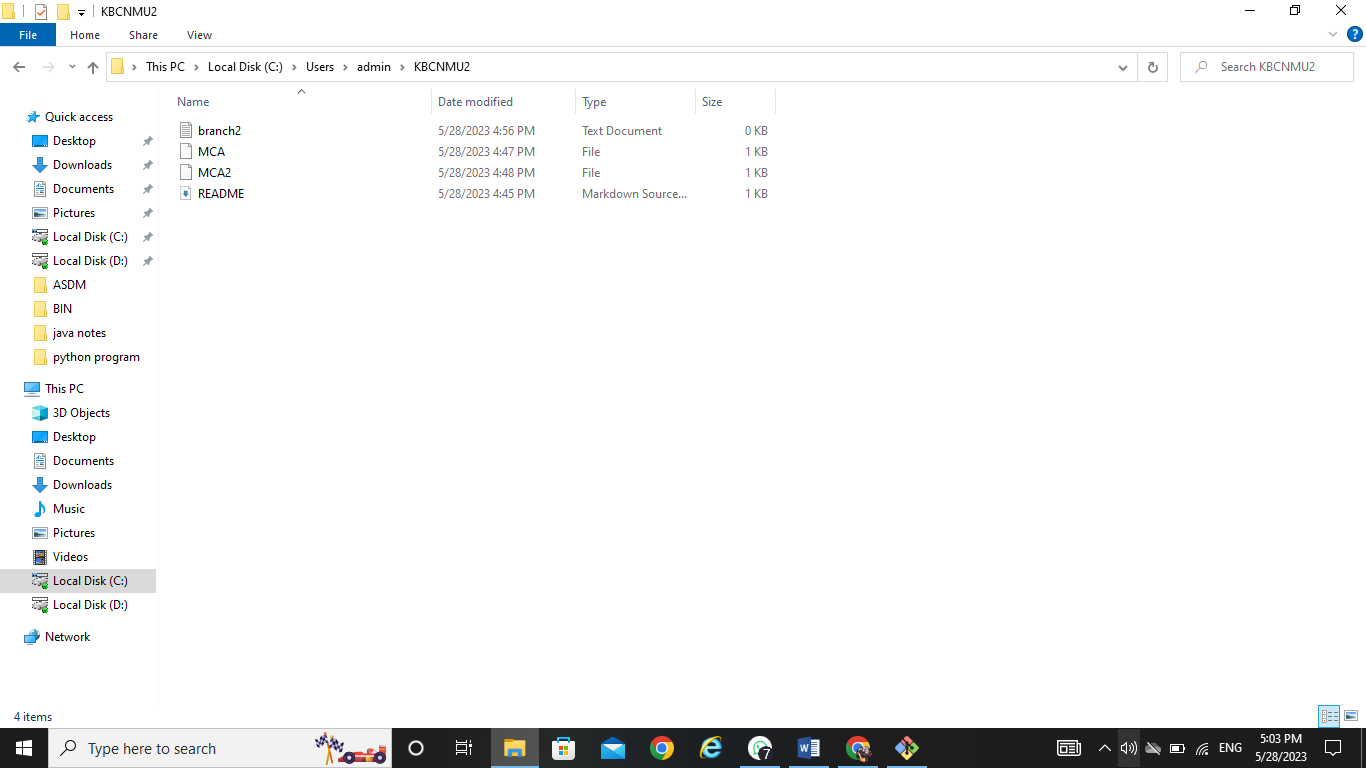 KBCNMU2
File Home Share View
This PC Local Disk (C:) Users admin KBCNMU2
Search KBCNMU2
Name Date modified Type Size
branch2 5/28/2023 4:56 PM Text Document 0 KB
MCA 5/28/2023 4:47 PM File 1 KB
MCA2 5/28/2023 4:48 PM File 1 KB
README 5/28/2023 4:45 PM Markdown Source... 1 KB
Quick access
Desktop
Downloads
Documents
Pictures
Local Disk (C:)
Local Disk (D:)
ASDM
BIN
java notes
python program
This PC
3D Objects
Desktop
Documents
Downloads
Music
Pictures
Videos
Local Disk (C:)
Local Disk (D:)
Network
4 items
Type here to search
7
ENG
5:03 PM
5/28/2023